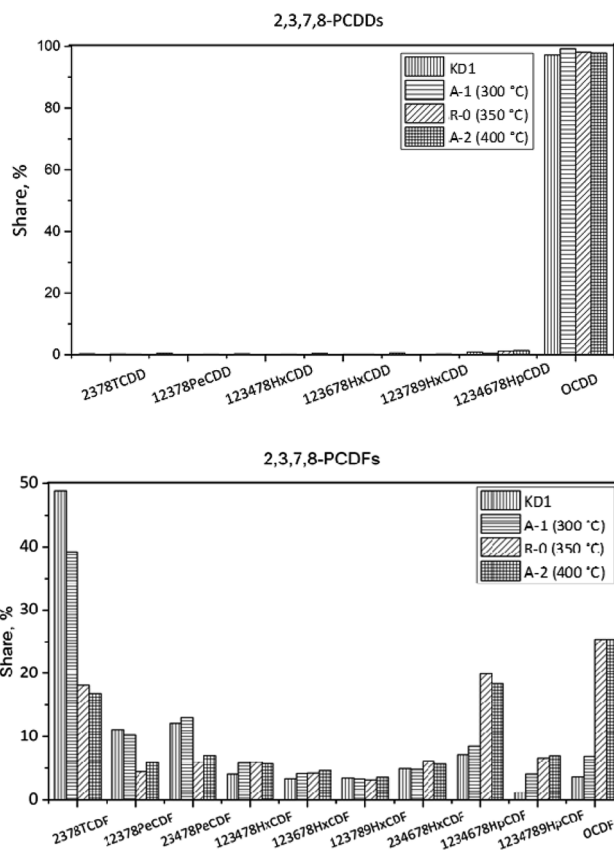 2,3,7,8-PCDDs
Share, %
100
80
60
40
20
0
KD1
A-1 (300 °C)
R-0 (350 °C)
A-2 (400 °C)
2378TCDD
12378PeCDD
123478HxCDD
123678HxCDD
123789HxCDD
1234678HpCDD
OCDD
2,3,7,8-PCDFs
Share, %
50
40
30
20
10
0
KD1
A-1 (300 °C)
R-0 (350 °C)
A-2 (400 °C)
2378TCDF
12378PeCDF
23478PeCDF
123478HxCDF
123678HxCDF
123789HxCDF
234678HxCDF
1234678HpCDF
1234789HpCDF
OCDF